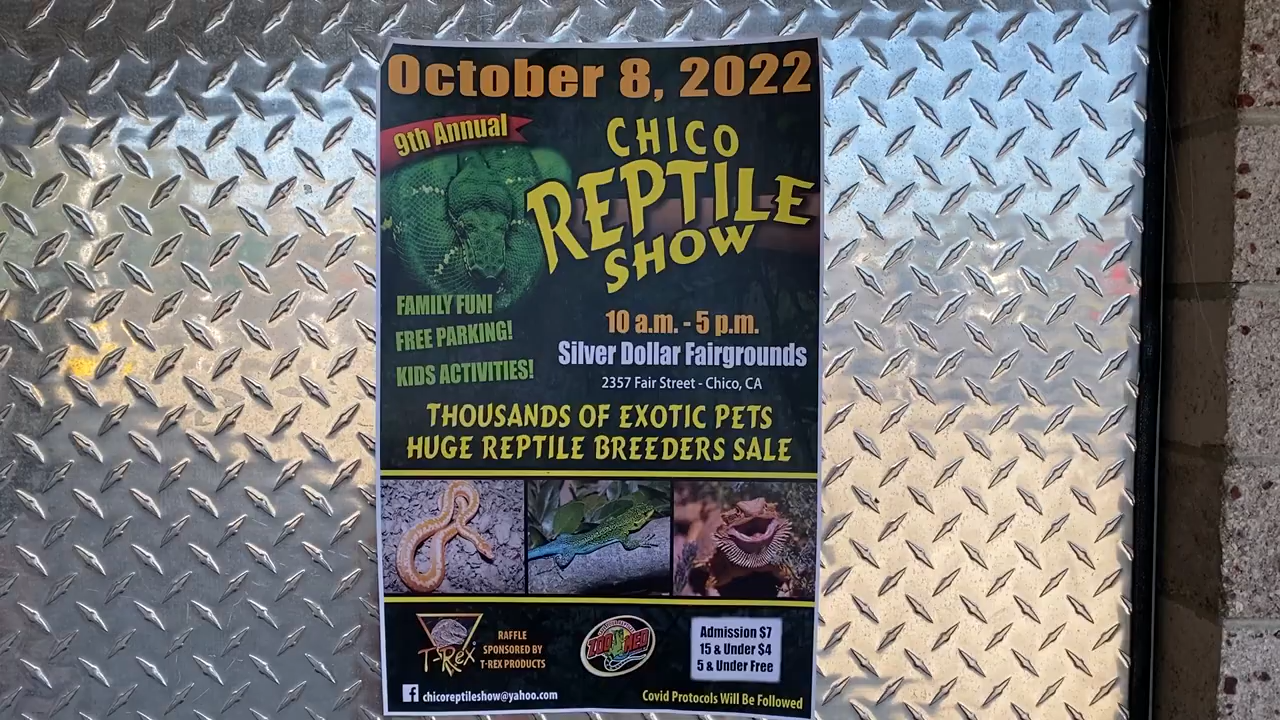 October 8, 2022
9th Annual
CHICO
REPTILE
SHOW
FAMILY FUN!
FREE PARKING!
KIDS ACTIVITIES!
10 a.m. - 5 p.m.
Silver Dollar Fairgrounds
2357 Fair Street - Chico, CA
THOUSANDS OF EXOTIC PETS
HUGE REPTILE BREEDERS SALE
T-REX
RAFFLE
SPONSORED BY
T-REX PRODUCTS
ZOO MED
Admission $7
15 & Under $4
5 & Under Free
f chicoreptileshow@yahoo.com
Covid Protocols Will Be Followed